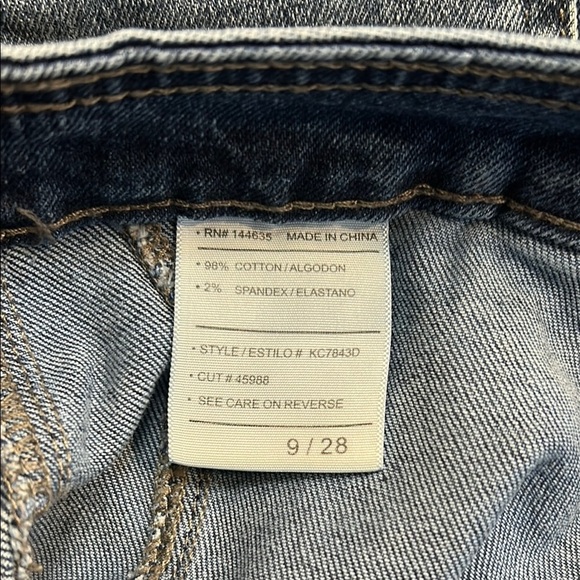 • RN# 144635 MADE IN CHINA
• 98% COTTON/ALGODON
• 2% SPANDEX/ELASTANO
• STYLE/ESTILO # KC7843D
• CUT # 45988
• SEE CARE ON REVERSE
9 / 28